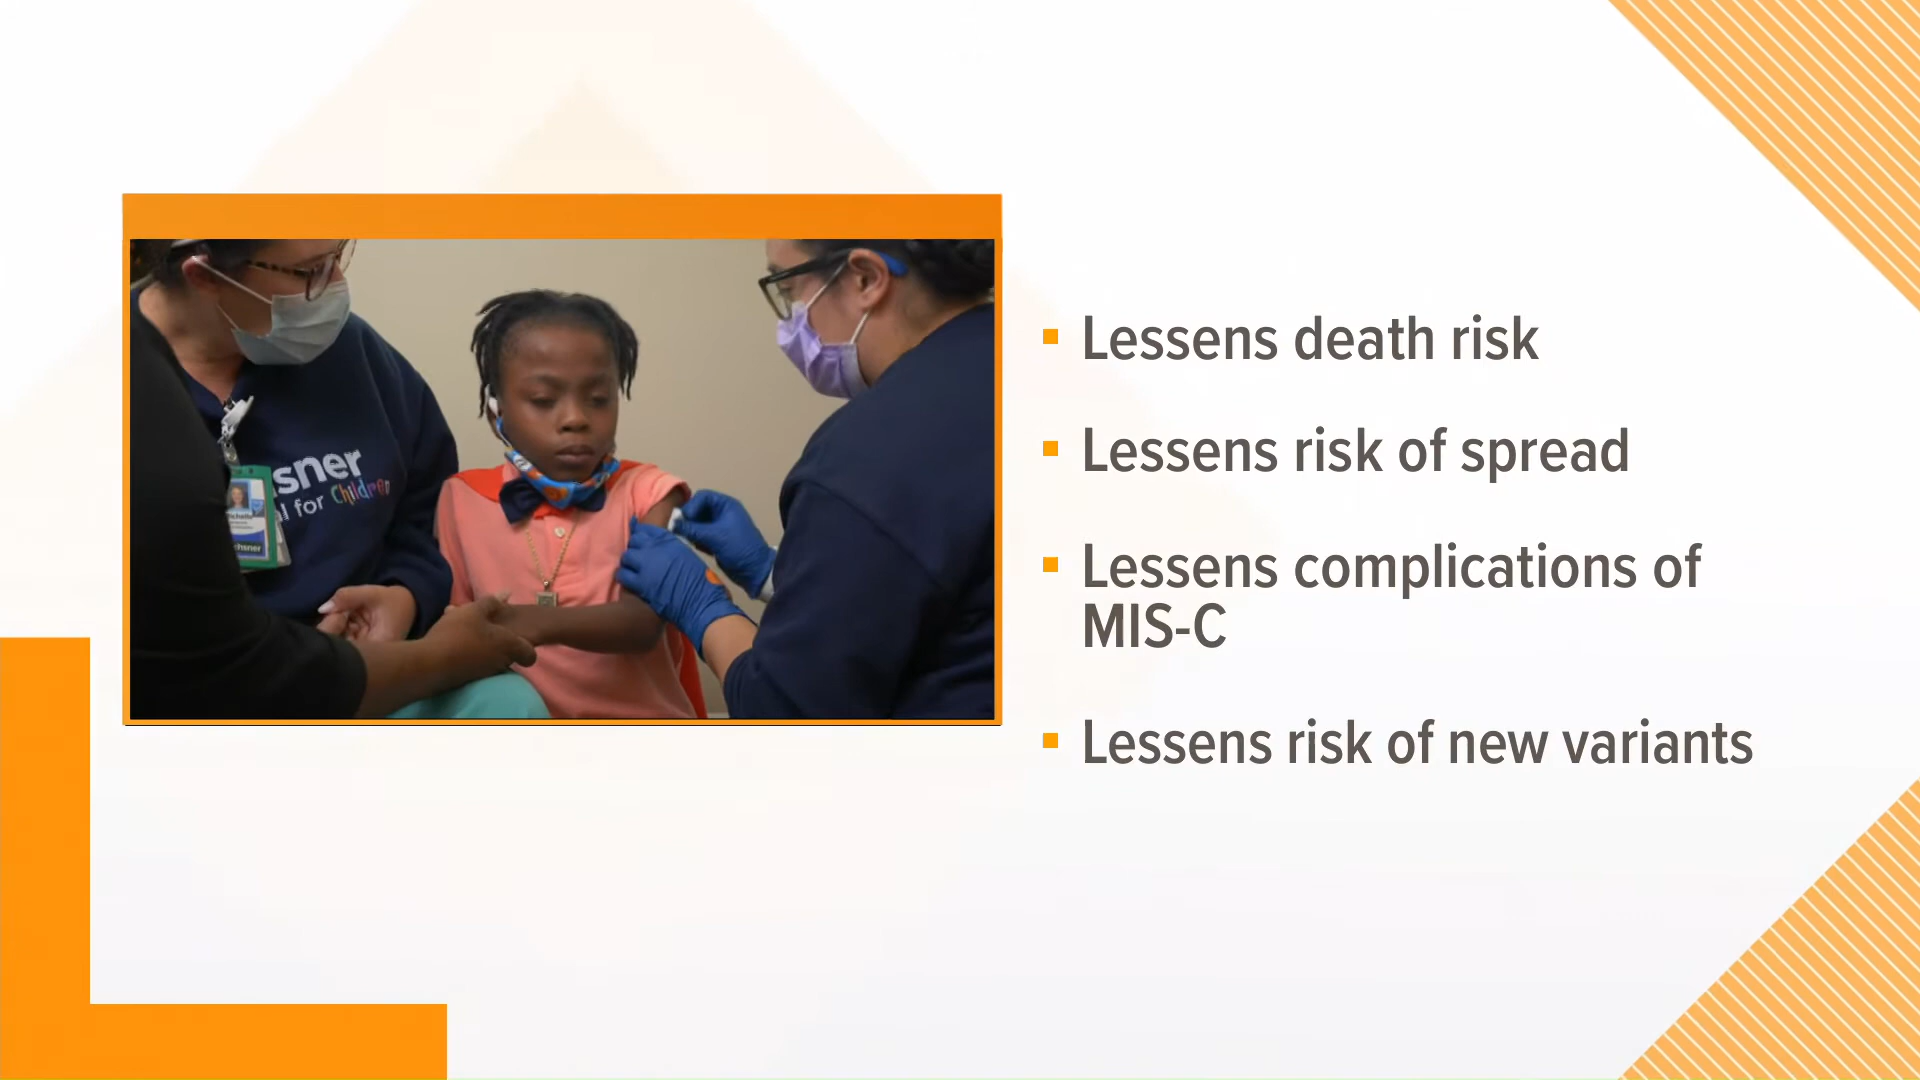 Lessens death risk
Lessens risk of spread
Lessens complications of
MIS-C
Lessens risk of new variants
sner
l for Children
chsner